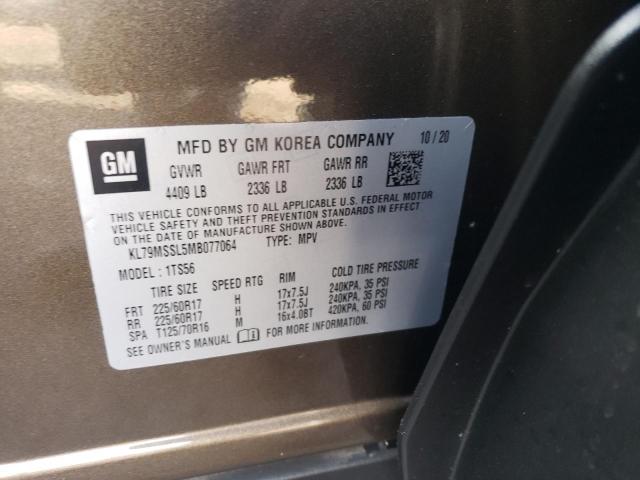 GM
MFD BY GM KOREA COMPANY 10/20
GVWR GAWR FRT GAWR RR
4409 LB 2336 LB 2336 LB
THIS VEHICLE CONFORMS TO ALL APPLICABLE U.S. FEDERAL MOTOR
VEHICLE SAFETY AND THEFT PREVENTION STANDARDS IN EFFECT
ON THE DATE OF MANUFACTURE SHOWN ABOVE.
KL79MSSL5MB077064 TYPE: MPV
MODEL: 1TS56
TIRE SIZE SPEED RTG RIM COLD TIRE PRESSURE
FRT 225/60R17 H 17x7.5J 240KPA, 35 PSI
RR 225/60R17 H 17x7.5J 240KPA, 35 PSI
SPA T125/70R16 M 16x4.0BT 420KPA, 60 PSI
SEE OWNER'S MANUAL FOR MORE INFORMATION.